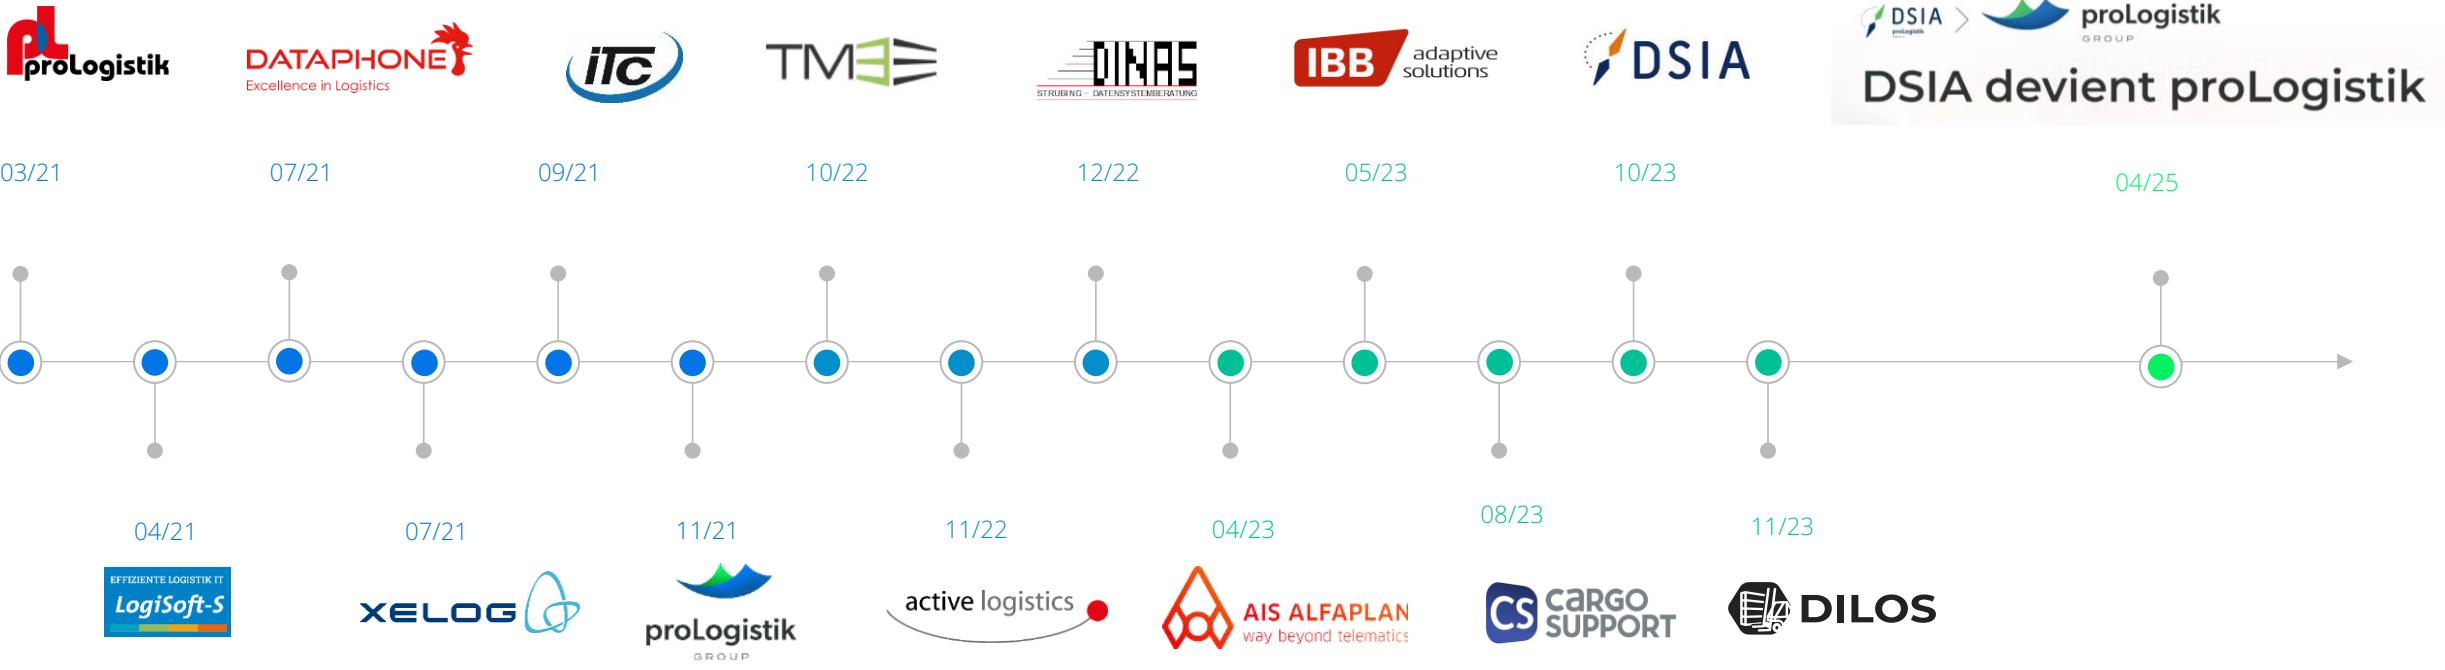 proLogistik
DATAPHONE
Excellence in Logistics
iTC
TM3
DINAS
STRUBING - DATENSYSTEMBERATUNG
IBB
adaptive
solutions
DSIA
DSIA
proLogistik
proLogistik
GROUP
DSIA devient proLogistik
03/21
07/21
09/21
10/22
12/22
05/23
10/23
04/25
04/21
07/21
11/21
11/22
04/23
08/23
11/23
EFFIZIENTE LOGISTIK IT
LogiSoft-S
XELOG
proLogistik
GROUP
active logistics
AIS ALFAPLAN
way beyond telematics
CS
CARGO
SUPPORT
DILOS